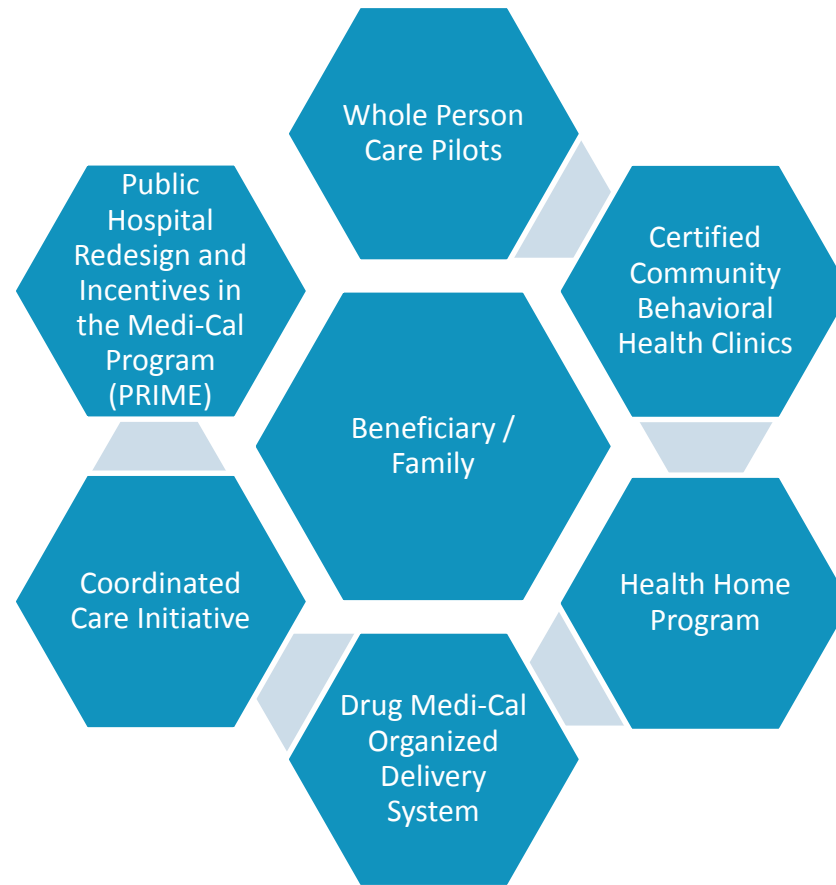 Whole Person
Care Pilots
Public
Hospital
Redesign and
Incentives in
the Medi-Cal
Program
(PRIME)
Certified
Community
Behavioral
Health Clinics
Beneficiary /
Family
Coordinated
Care Initiative
Health Home
Program
Drug Medi-Cal
Organized
Delivery
System